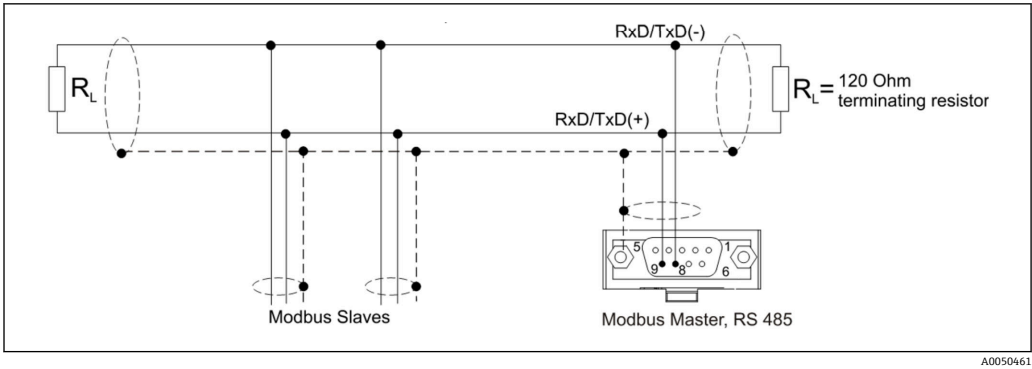 RxD/TxD(-)
RL
RL= 120 Ohm
terminating resistor
RxD/TxD(+)
5
1
9
8
6
Modbus Slaves
Modbus Master, RS 485
A0050461